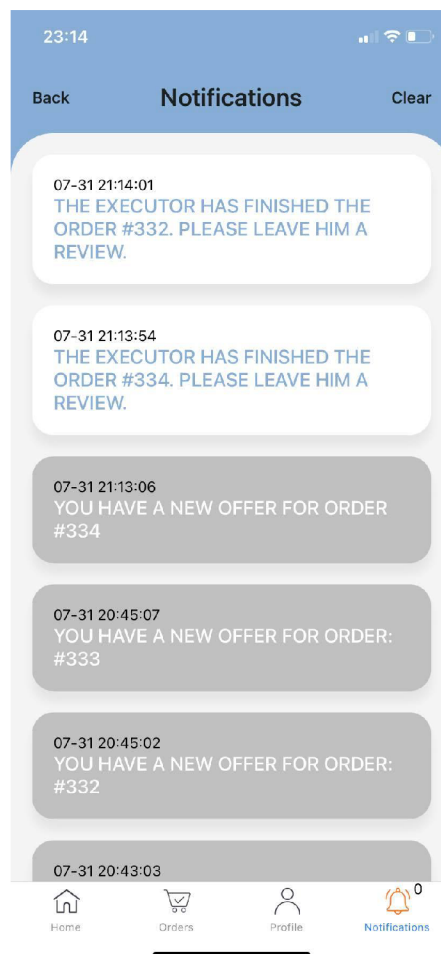 23:14
Back Notifications Clear
07-31 21:14:01
THE EXECUTOR HAS FINISHED THE
ORDER #332. PLEASE LEAVE HIM A
REVIEW.
07-31 21:13:54
THE EXECUTOR HAS FINISHED THE
ORDER #334. PLEASE LEAVE HIM A
REVIEW.
07-31 21:13:06
YOU HAVE A NEW OFFER FOR ORDER
#334
07-31 20:45:07
YOU HAVE A NEW OFFER FOR ORDER:
#333
07-31 20:45:02
YOU HAVE A NEW OFFER FOR ORDER:
#332
07-31 20:43:03
0
Home Orders Profile Notifications